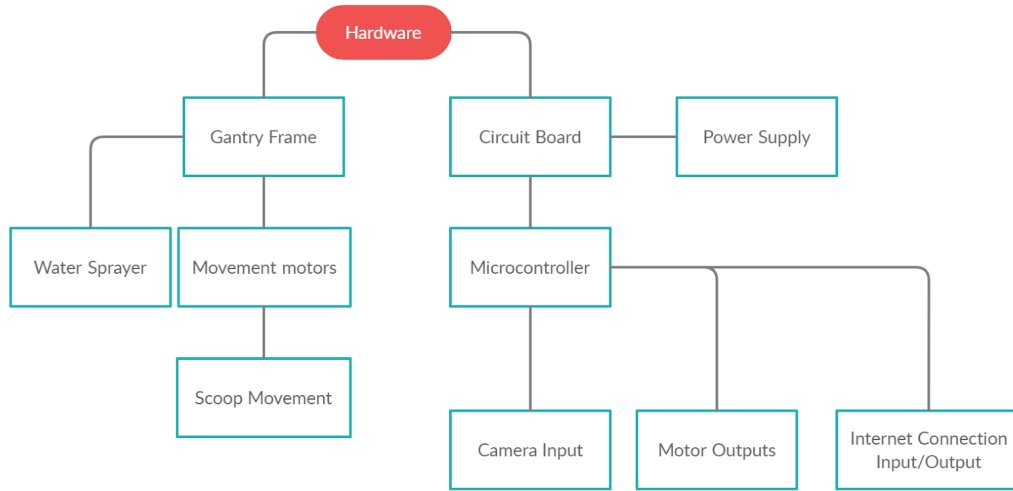 Hardware
Gantry Frame
Circuit Board
Power Supply
Water Sprayer
Movement motors
Microcontroller
Scoop Movement
Camera Input
Motor Outputs
Internet Connection
Input/Output